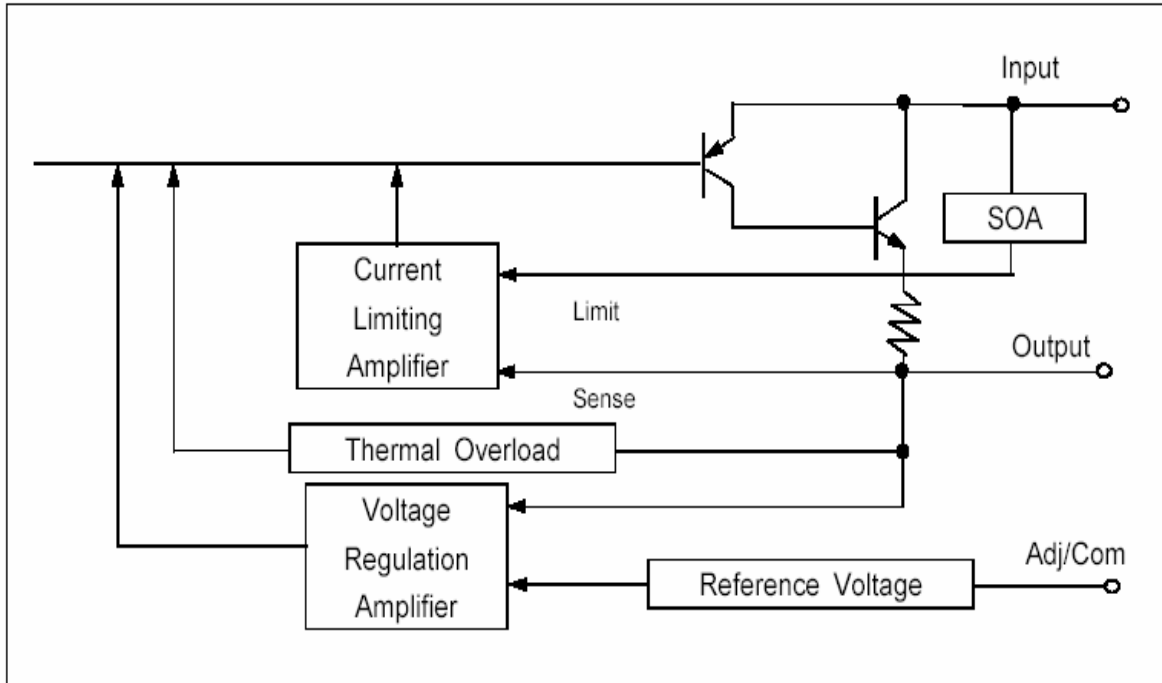 Input
SOA
Current
Limiting
Amplifier
Limit
Output
Sense
Thermal Overload
Voltage
Regulation
Amplifier
Adj/Com
Reference Voltage